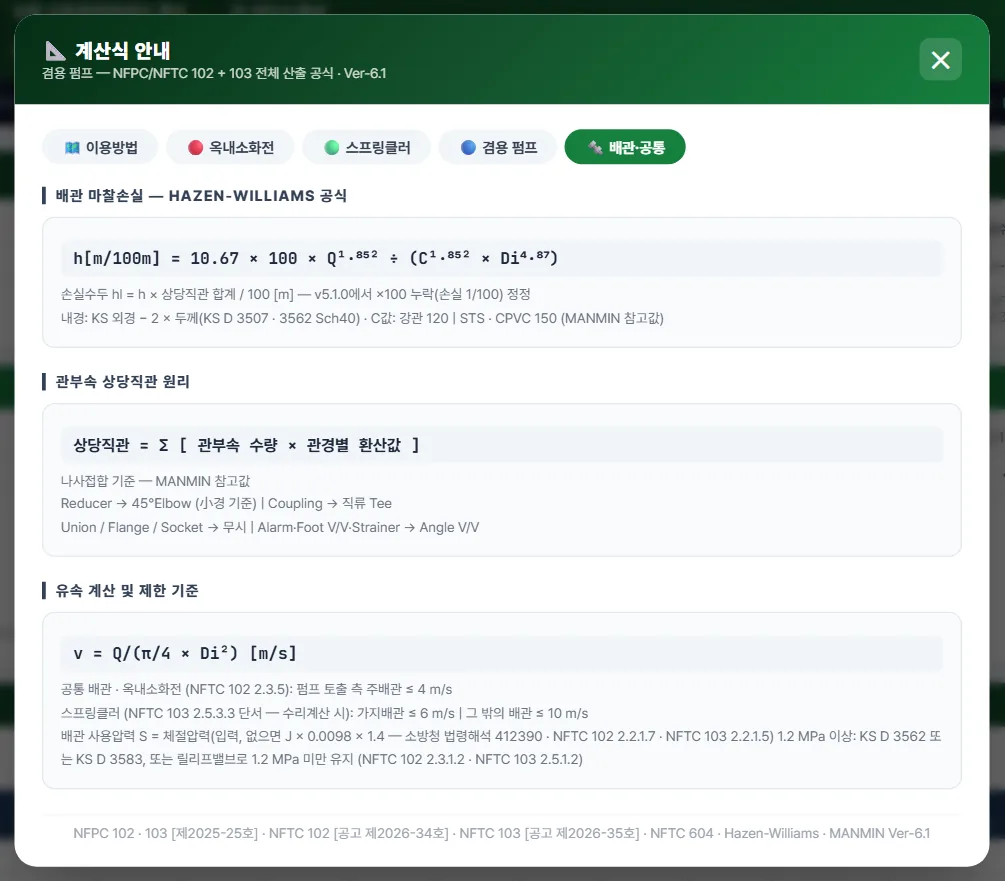 📐 계산식 안내
겸용 펌프 — NFPC/NFTC 102 + 103 전체 산출 공식 · Ver-6.1
이용방법 옥내소화전 스프링클러 겸용 펌프 배관·공통
배관 마찰손실 — HAZEN-WILLIAMS 공식
h[m/100m] = 10.67 × 100 × Q¹·⁸⁵² ÷ (C¹·⁸⁵² × Di⁴·⁸⁷)
손실수두 hl = h × 상당직관 합계 / 100 [m] — v5.1.0에서 ×100 누락(손실 1/100) 정정
내경: KS 외경 − 2 × 두께(KS D 3507 · 3562 Sch40) · C값: 강관 120 | STS · CPVC 150 (MANMIN 참고값)
관부속 상당직관 원리
상당직관 = Σ [ 관부속 수량 × 관경별 환산값 ]
나사접합 기준 — MANMIN 참고값
Reducer → 45°Elbow (小경 기준) | Coupling → 직류 Tee
Union / Flange / Socket → 무시 | Alarm·Foot V/V·Strainer → Angle V/V
유속 계산 및 제한 기준
v = Q/(π/4 × Di²) [m/s]
공통 배관 · 옥내소화전 (NFTC 102 2.3.5): 펌프 토출 측 주배관 ≤ 4 m/s
스프링클러 (NFTC 103 2.5.3.3 단서 — 수리계산 시): 가지배관 ≤ 6 m/s | 그 밖의 배관 ≤ 10 m/s
배관 사용압력 S = 체절압력(입력, 없으면 J × 0.0098 × 1.4 — 소방청 법령해석 412390 · NFTC 102 2.2.1.7 · NFTC 103 2.2.1.5) 1.2 MPa 이상: KS D 3562 또
는 KS D 3583, 또는 릴리프밸브로 1.2 MPa 미만 유지 (NFTC 102 2.3.1.2 · NFTC 103 2.5.1.2)
NFPC 102 · 103 [제2025-25호] · NFTC 102 [공고 제2026-34호] · NFTC 103 [공고 제2026-35호] · NFTC 604 · Hazen-Williams · MANMIN Ver-6.1